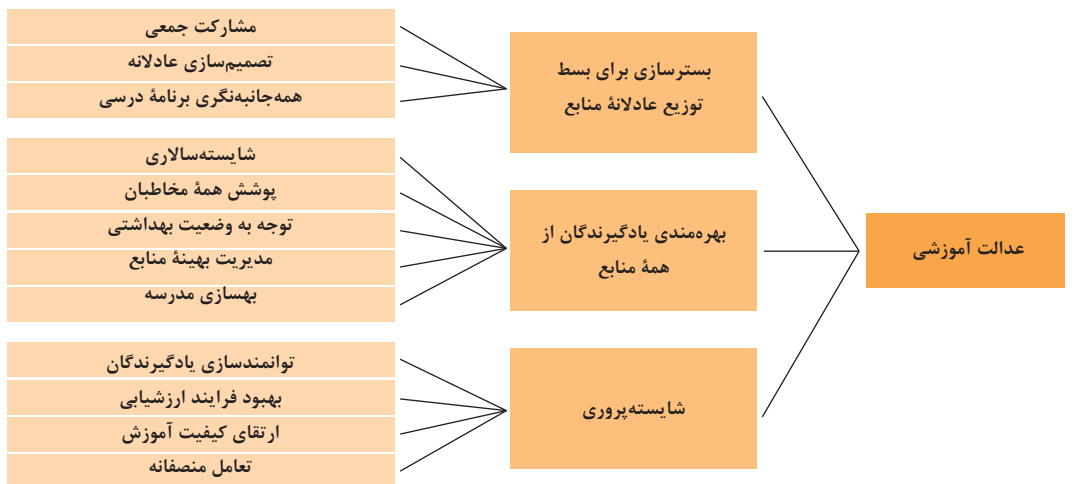 عدالت آموزشی
بسترسازی برای بسط
توزیع عادلانهٔ منابع
مشارکت جمعی
تصمیم‌سازی عادلانه
همه‌جانبه‌نگری برنامهٔ درسی
بهره‌مندی یادگیرندگان از
همهٔ منابع
شایسته‌سالاری
پوشش همهٔ مخاطبان
توجه به وضعیت بهداشتی
مدیریت بهینهٔ منابع
بهسازی مدرسه
شایسته‌پروری
توانمندسازی یادگیرندگان
بهبود فرایند ارزشیابی
ارتقای کیفیت آموزش
تعامل منصفانه